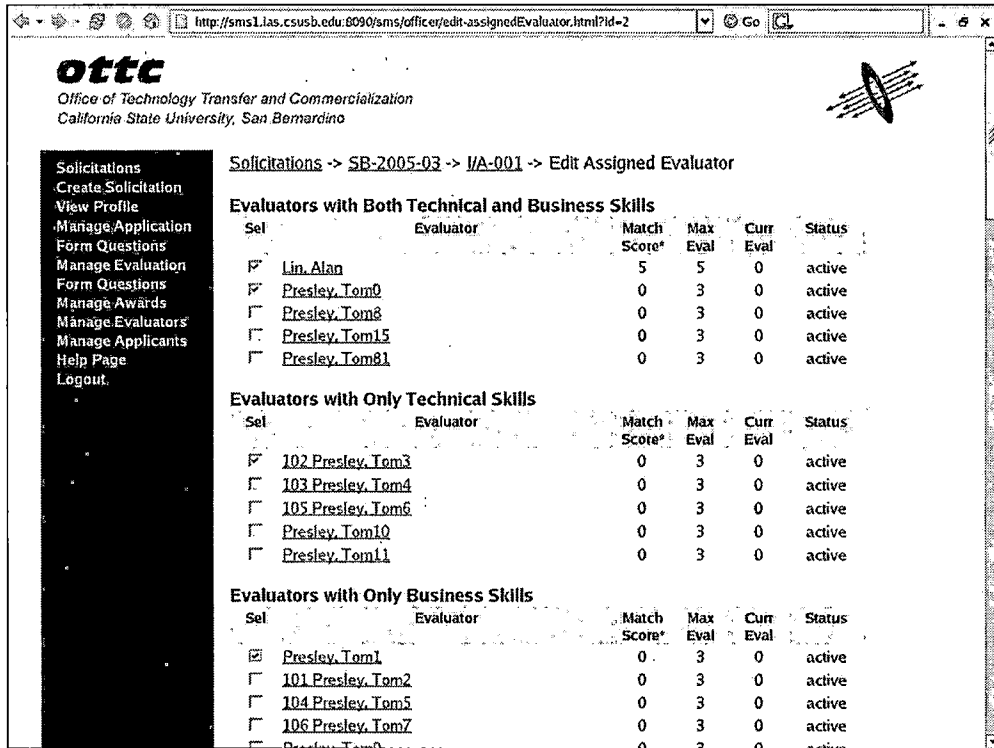 http://sms1.ias.csusb.edu:8090/sms/officer/edit-assignedEvaluator.html?id=2 Go
ottc
Office of Technology Transfer and Commercialization
California State University, San Bernardino
Solicitations
Create Solicitation
View Profile
Manage Application
Form Questions
Manage Evaluation
Form Questions
Manage Awards
Manage Evaluators
Manage Applicants
Help Page
Logout
Solicitations -> SB-2005-03 -> I/A-001 -> Edit Assigned Evaluator
Evaluators with Both Technical and Business Skills
Sel Evaluator Match Score* Max Eval Curr Eval Status
Lin, Alan 5 5 0 active
Presley, Tom0 0 3 0 active
Presley, Tom8 0 3 0 active
Presley, Tom15 0 3 0 active
Presley, Tom81 0 3 0 active
Evaluators with Only Technical Skills
Sel Evaluator Match Score* Max Eval Curr Eval Status
102 Presley, Tom3 0 3 0 active
103 Presley, Tom4 0 3 0 active
105 Presley, Tom6 0 3 0 active
Presley, Tom10 0 3 0 active
Presley, Tom11 0 3 0 active
Evaluators with Only Business Skills
Sel Evaluator Match Score* Max Eval Curr Eval Status
Presley, Tom1 0 3 0 active
101 Presley, Tom2 0 3 0 active
104 Presley, Tom5 0 3 0 active
106 Presley, Tom7 0 3 0 active